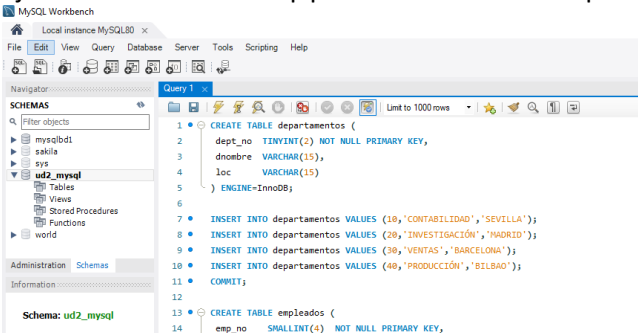 MySQL Workbench
Local instance MySQL80 ×
File Edit View Query Database Server Tools Scripting Help
Navigator
SCHEMAS
Filter objects
mysqlbd1
sakila
sys
ud2_mysql
Tables
Views
Stored Procedures
Functions
world
Administration Schemas
Information
Schema: ud2_mysql
Query 1 ×
Limit to 1000 rows
1 CREATE TABLE departamentos (
2 dept_no TINYINT(2) NOT NULL PRIMARY KEY,
3 dnombre VARCHAR(15),
4 loc VARCHAR(15)
5 ) ENGINE=InnoDB;
6
7 INSERT INTO departamentos VALUES (10,'CONTABILIDAD','SEVILLA');
8 INSERT INTO departamentos VALUES (20,'INVESTIGACIÓN','MADRID');
9 INSERT INTO departamentos VALUES (30,'VENTAS','BARCELONA');
10 INSERT INTO departamentos VALUES (40,'PRODUCCIÓN','BILBAO');
11 COMMIT;
12
13 CREATE TABLE empleados (
14 emp_no SMALLINT(4) NOT NULL PRIMARY KEY,